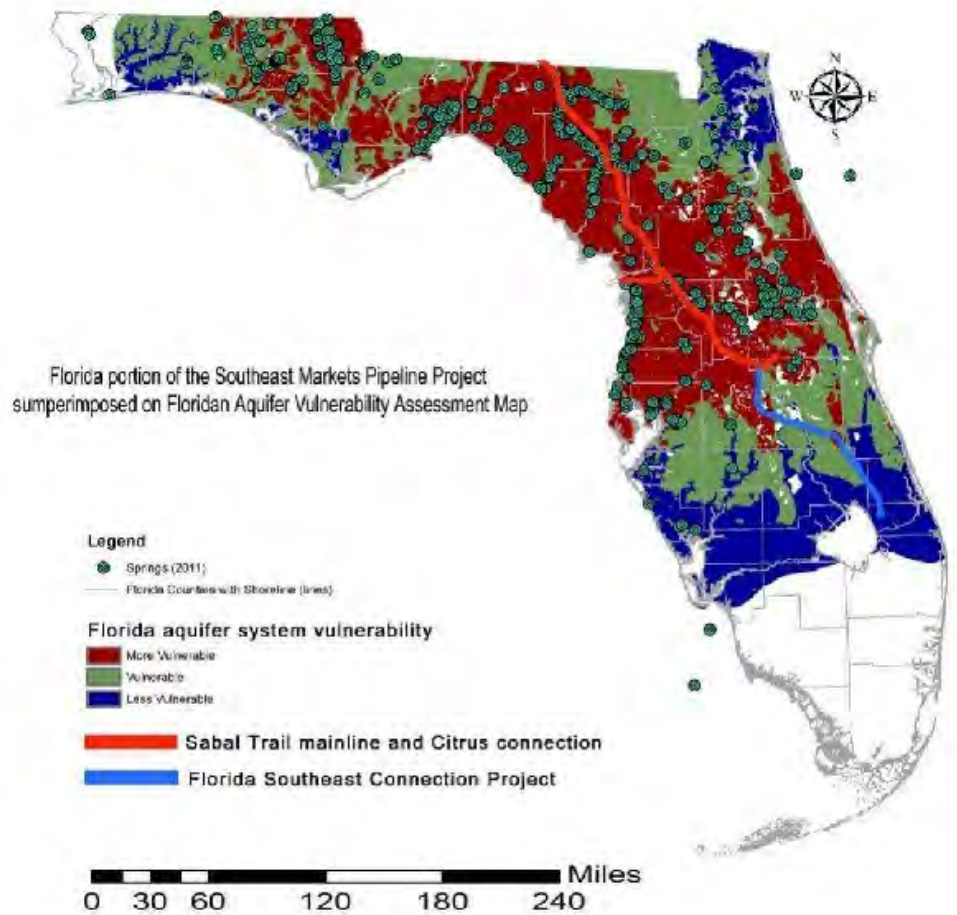 N
W E
S
Florida portion of the Southeast Markets Pipeline Project
sumperimposed on Floridan Aquifer Vulnerability Assessment Map
Legend
Springs (2011)
Florida Counties with Shoreline (lines)
Florida aquifer system vulnerability
More Vulnerable
Vulnerable
Less Vulnerable
Sabal Trail mainline and Citrus connection
Florida Southeast Connection Project
Miles
0 30 60 120 180 240